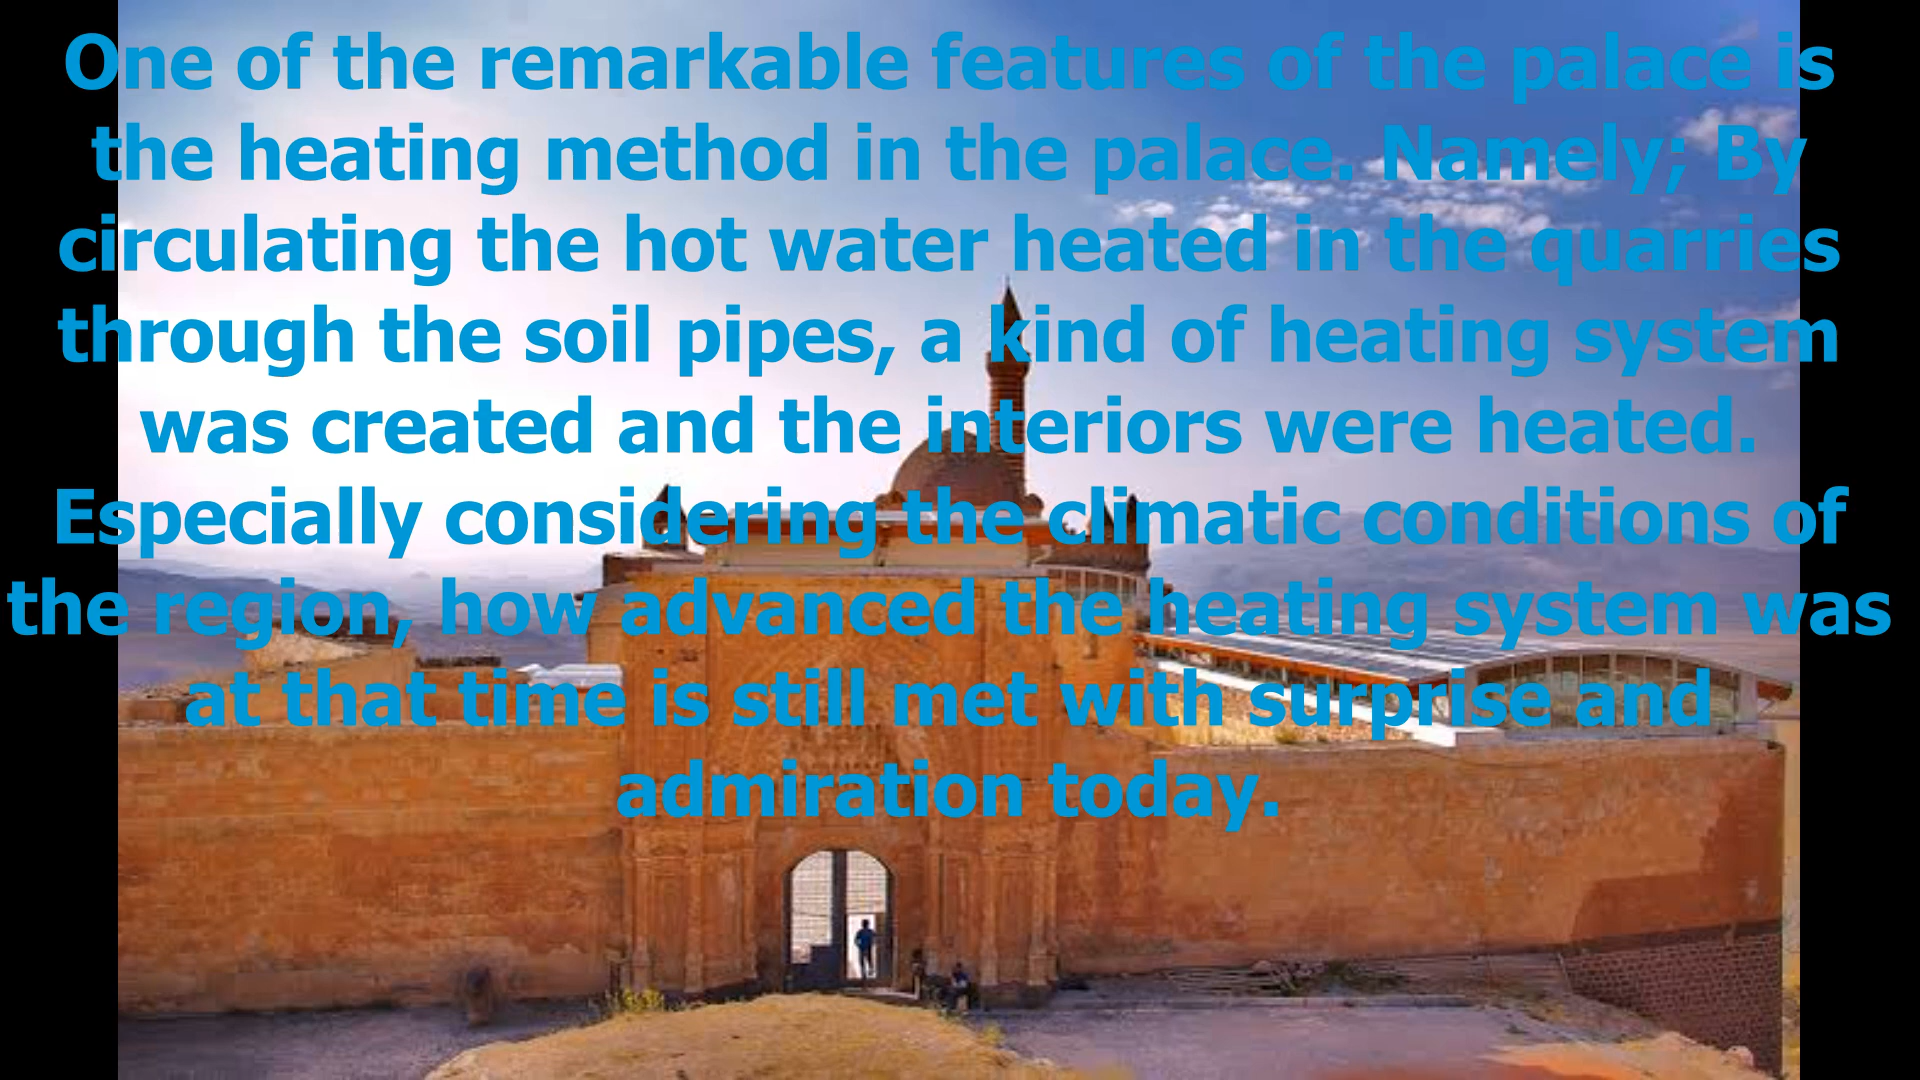 One of the remarkable features of the palace is
the heating method in the palace. Namely; By
circulating the hot water heated in the quarries
through the soil pipes, a kind of heating system
was created and the interiors were heated.
Especially considering the climatic conditions of
the region, how advanced the heating system was
at that time is still met with surprise and
admiration today.